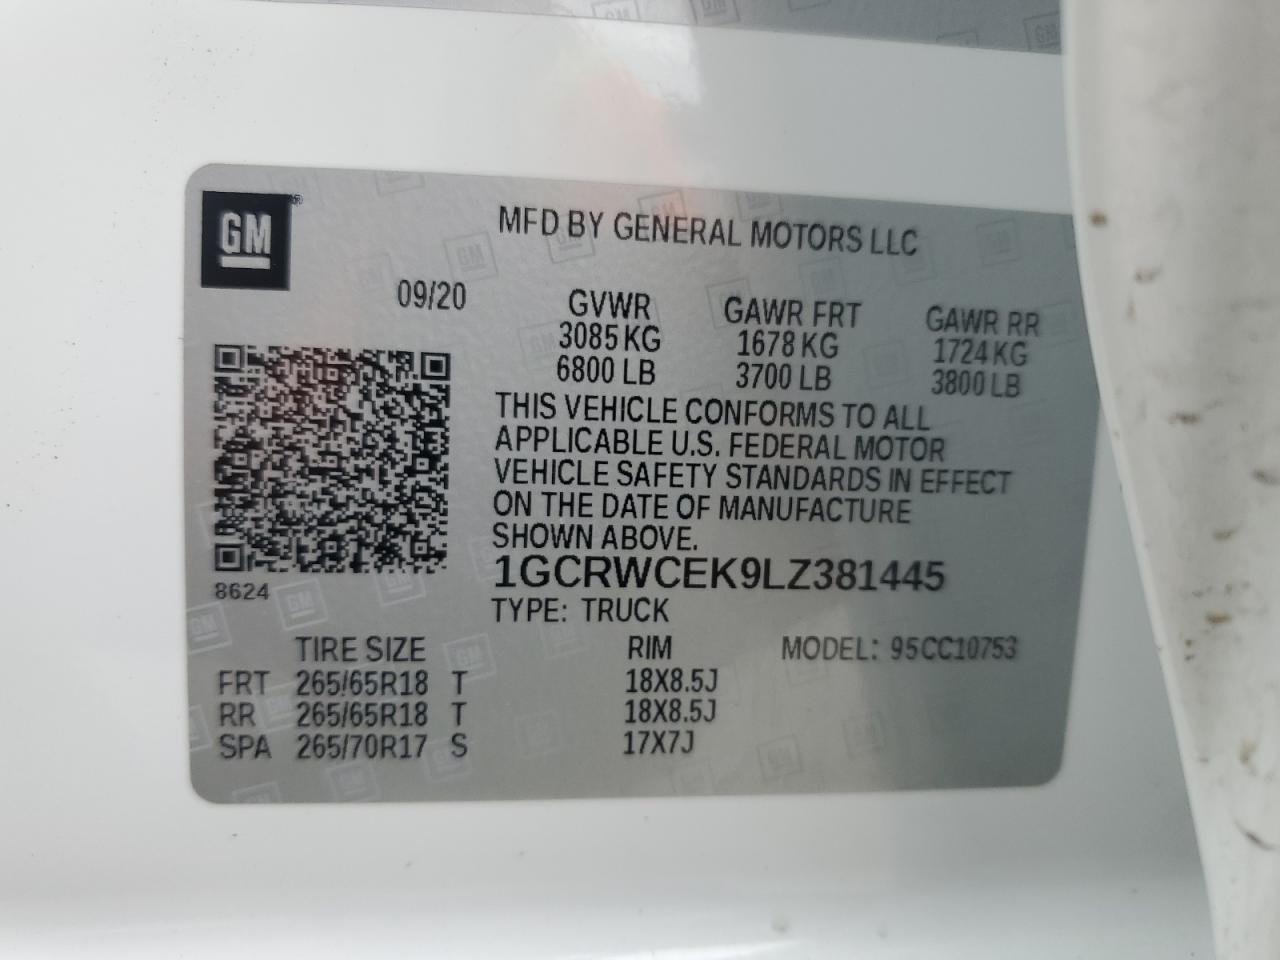 GM
MFD BY GENERAL MOTORS LLC
09/20
GVWR GAWR FRT GAWR RR
3085 KG 1678 KG 1724 KG
6800 LB 3700 LB 3800 LB
THIS VEHICLE CONFORMS TO ALL
APPLICABLE U.S. FEDERAL MOTOR
VEHICLE SAFETY STANDARDS IN EFFECT
ON THE DATE OF MANUFACTURE
SHOWN ABOVE.
1GCRWCEK9LZ381445
8624
TYPE: TRUCK
TIRE SIZE RIM MODEL: 95CC10753
FRT 265/65R18 T 18X8.5J
RR 265/65R18 T 18X8.5J
SPA 265/70R17 S 17X7J